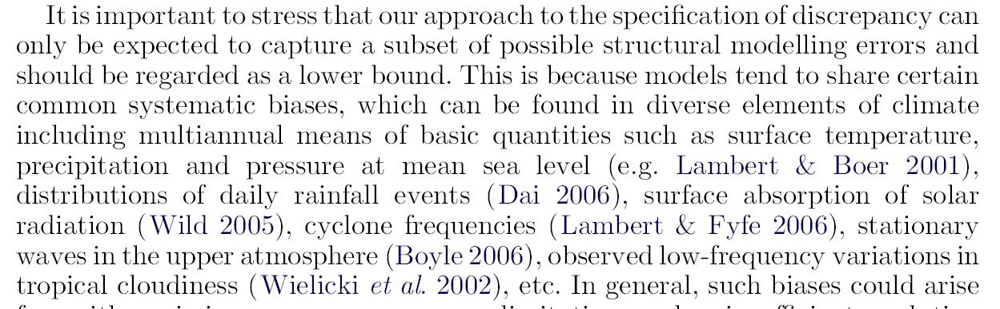 It is important to stress that our approach to the specification of discrepancy can
only be expected to capture a subset of possible structural modelling errors and
should be regarded as a lower bound. This is because models tend to share certain
common systematic biases, which can be found in diverse elements of climate
including multiannual means of basic quantities such as surface temperature,
precipitation and pressure at mean sea level (e.g. Lambert & Boer 2001),
distributions of daily rainfall events (Dai 2006), surface absorption of solar
radiation (Wild 2005), cyclone frequencies (Lambert & Fyfe 2006), stationary
waves in the upper atmosphere (Boyle 2006), observed low-frequency variations in
tropical cloudiness (Wielicki et al. 2002), etc. In general, such biases could arise